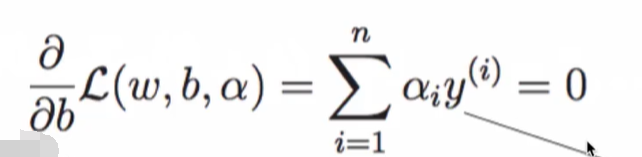 ∂/∂b ℒ(w, b, α) = ∑_{i=1}^{n} α_i y^{(i)} = 0